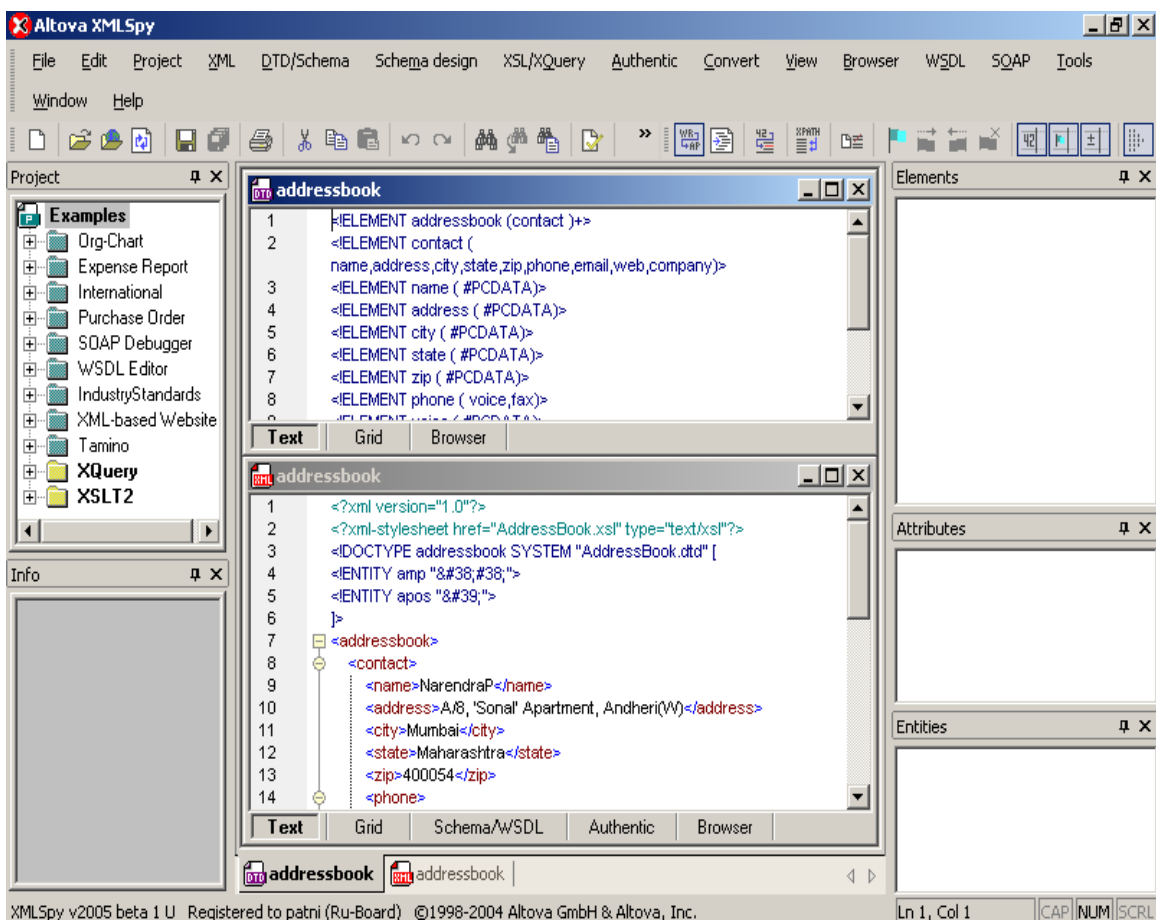 Altova XMLSpy
File Edit Project XML DTD/Schema Schema design XSL/XQuery Authentic Convert View Browser WSDL SOAP Tools
Window Help
Project
Examples
Org-Chart
Expense Report
International
Purchase Order
SOAP Debugger
WSDL Editor
IndustryStandards
XML-based Website
Tamino
XQuery
XSLT2
Info
addressbook
1 <!ELEMENT addressbook (contact )+>
2 <!ELEMENT contact (
name,address,city,state,zip,phone,email,web,company)>
3 <!ELEMENT name ( #PCDATA)>
4 <!ELEMENT address ( #PCDATA)>
5 <!ELEMENT city ( #PCDATA)>
6 <!ELEMENT state ( #PCDATA)>
7 <!ELEMENT zip ( #PCDATA)>
8 <!ELEMENT phone ( voice,fax)>
Text Grid Browser
addressbook
1 <?xml version="1.0"?>
2 <?xml-stylesheet href="AddressBook.xsl" type="text/xsl"?>
3 <!DOCTYPE addressbook SYSTEM "AddressBook.dtd" [
4 <!ENTITY amp "&#38;#38;">
5 <!ENTITY apos "&#39;">
6 ]>
7 <addressbook>
8 <contact>
9 <name>NarendraP</name>
10 <address>A/8, 'Sonal' Apartment, Andheri(W)</address>
11 <city>Mumbai</city>
12 <state>Maharashtra</state>
13 <zip>400054</zip>
14 <phone>
Text Grid Schema/WSDL Authentic Browser
addressbook addressbook
Elements
Attributes
Entities
XMLSpy v2005 beta 1 U Registered to patni (Ru-Board) ©1998-2004 Altova GmbH & Altova, Inc. Ln 1, Col 1 CAP NUM SCRL